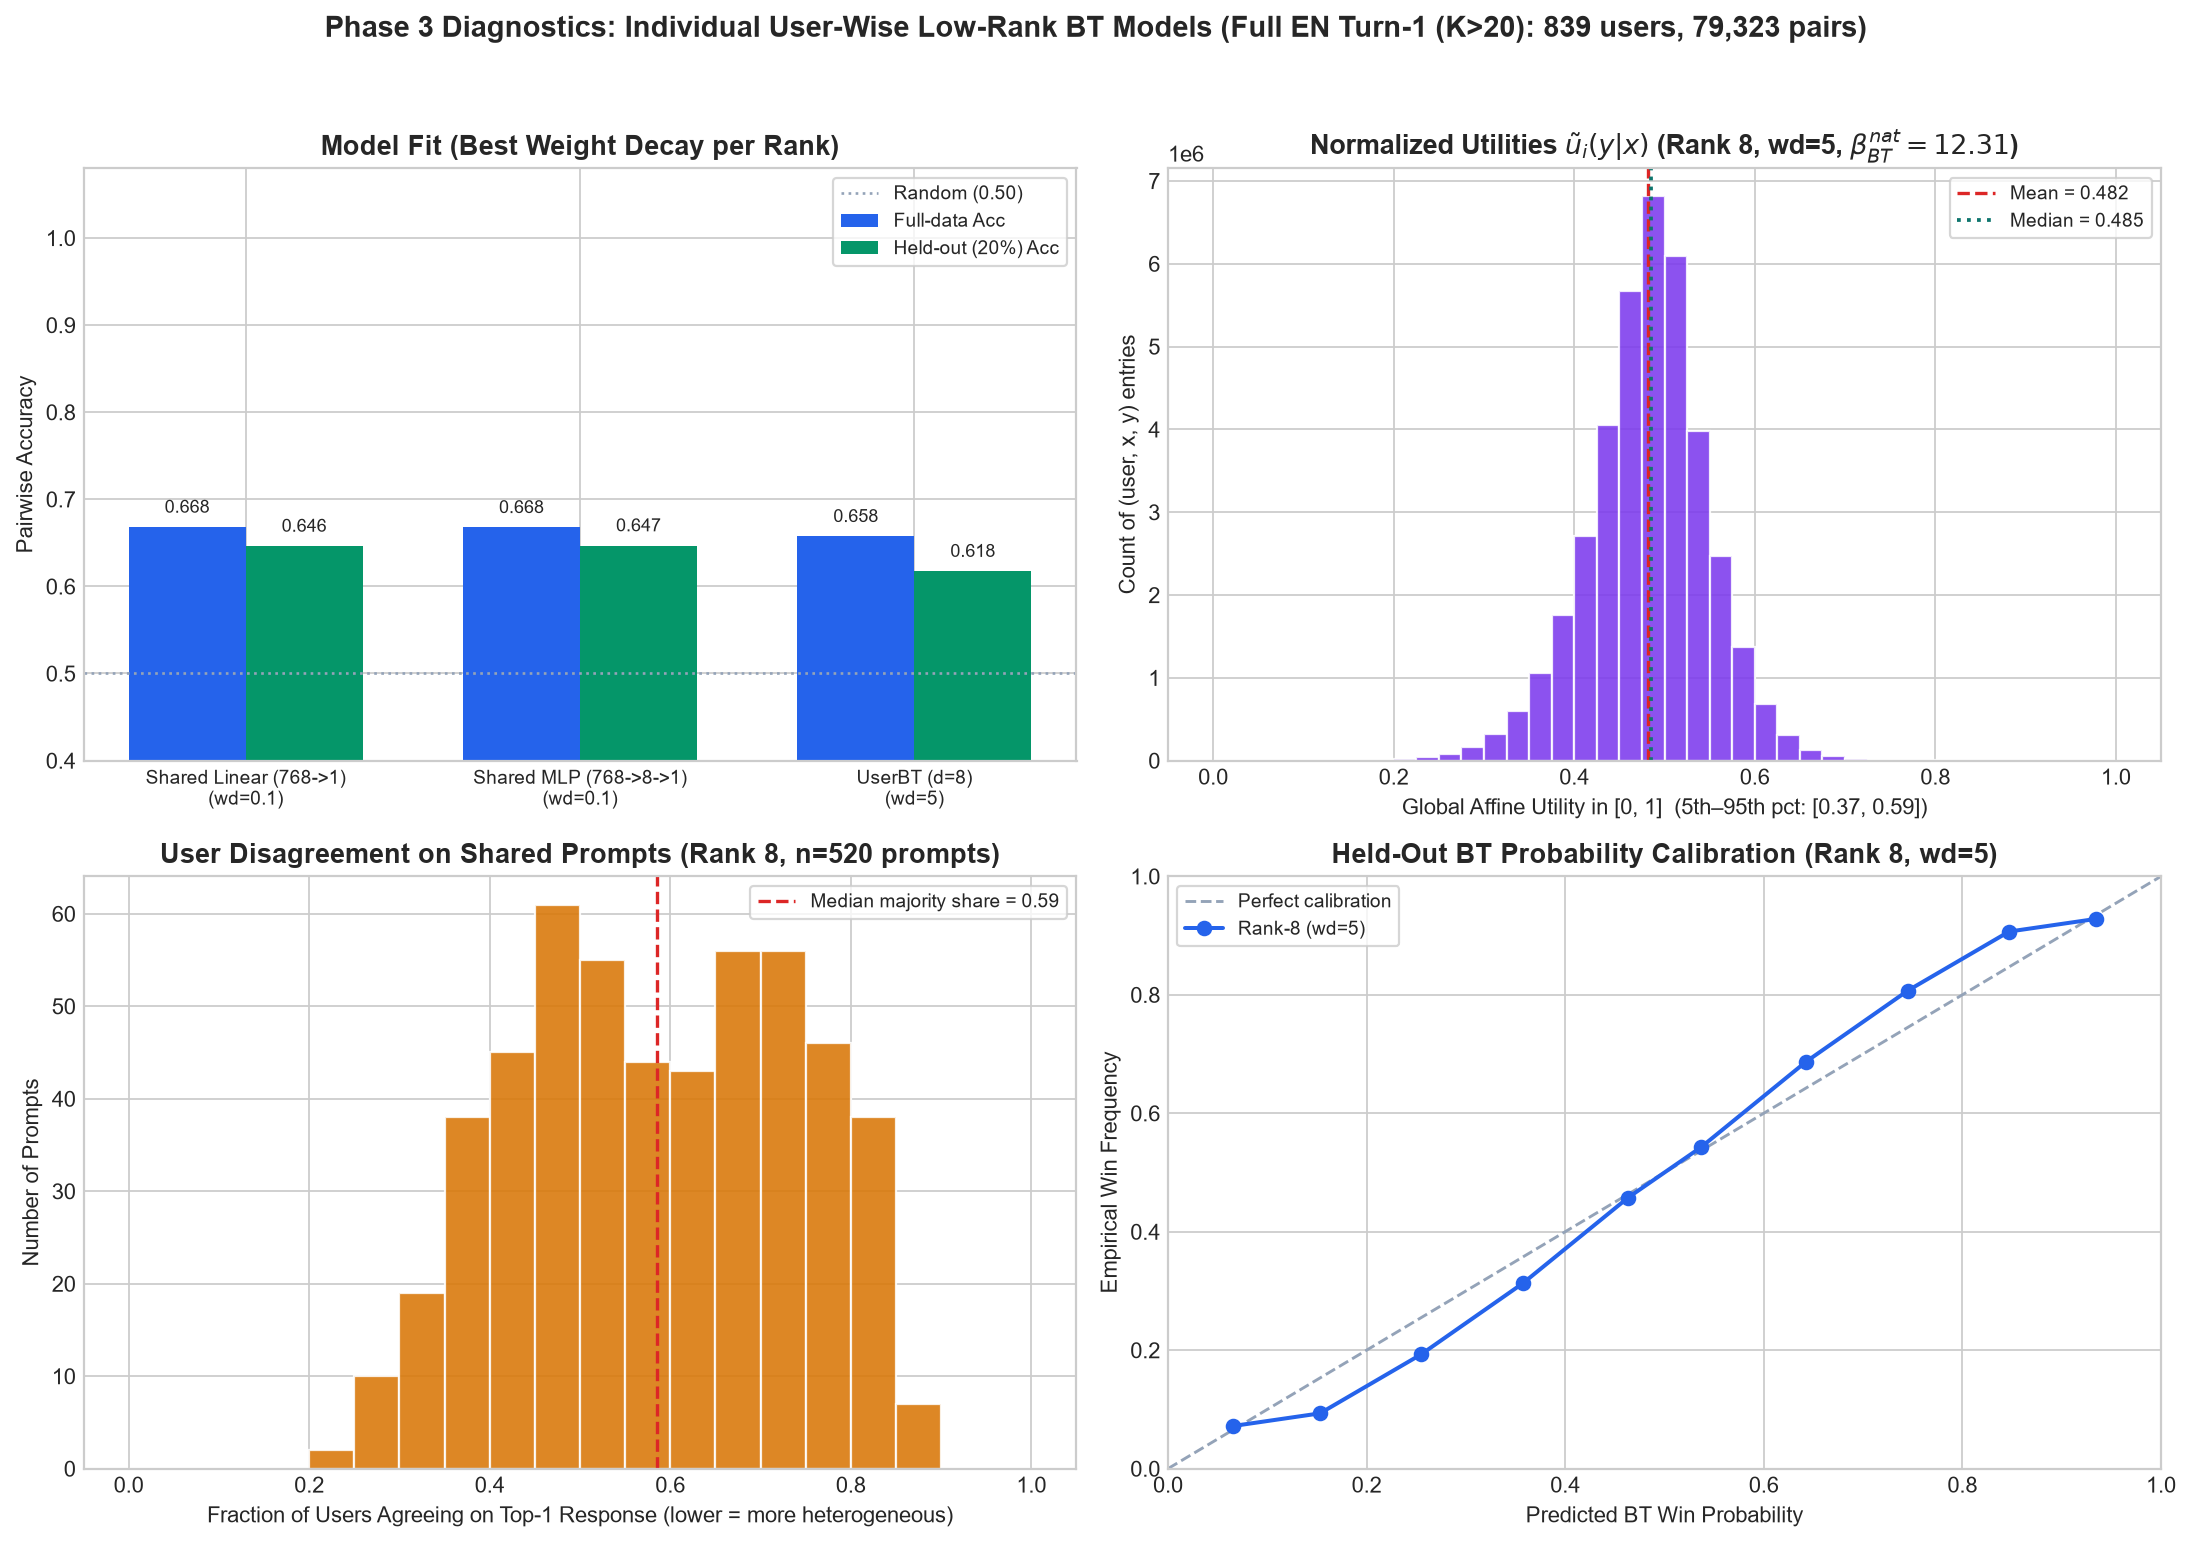 Phase 3 Diagnostics: Individual User-Wise Low-Rank BT Models (Full EN Turn-1 (K>20): 839 users, 79,323 pairs)
Model Fit (Best Weight Decay per Rank)
Pairwise Accuracy
1.0
0.9
0.8
0.7
0.6
0.5
0.4
Random (0.50)
Full-data Acc
Held-out (20%) Acc
0.668
0.646
0.668
0.647
0.658
0.618
Shared Linear (768->1)
(wd=0.1)
Shared MLP (768->8->1)
(wd=0.1)
UserBT (d=8)
(wd=5)
Normalized Utilities ũ_i(y|x) (Rank 8, wd=5, β_BT^nat = 12.31)
1e6
Count of (user, x, y) entries
7
6
5
4
3
2
1
0
Mean = 0.482
Median = 0.485
0.0 0.2 0.4 0.6 0.8 1.0
Global Affine Utility in [0, 1] (5th–95th pct: [0.37, 0.59])
User Disagreement on Shared Prompts (Rank 8, n=520 prompts)
Number of Prompts
60
50
40
30
20
10
0
Median majority share = 0.59
0.0 0.2 0.4 0.6 0.8 1.0
Fraction of Users Agreeing on Top-1 Response (lower = more heterogeneous)
Held-Out BT Probability Calibration (Rank 8, wd=5)
Empirical Win Frequency
1.0
0.8
0.6
0.4
0.2
0.0
Perfect calibration
Rank-8 (wd=5)
0.0 0.2 0.4 0.6 0.8 1.0
Predicted BT Win Probability